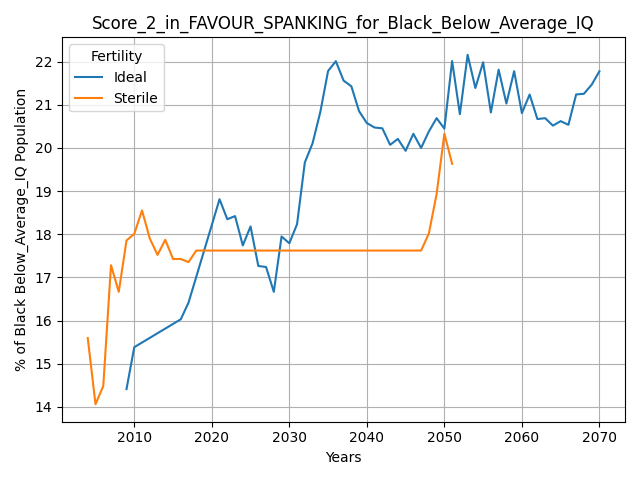 Score_2_in_FAVOUR_SPANKING_for_Black_Below_Average_IQ
Fertility
Ideal
Sterile
% of Black Below_Average_IQ Population
22
21
20
19
18
17
16
15
14
2010
2020
2030
2040
2050
2060
2070
Years